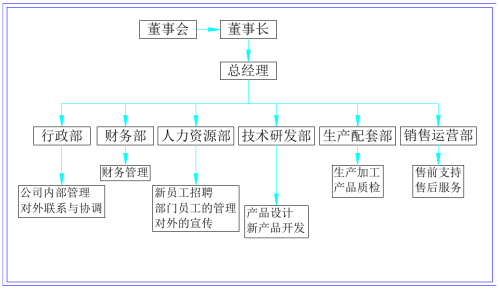 董事会
董事长
总经理
行政部
财务部
人力资源部
技术研发部
生产配套部
销售运营部
公司内部管理
对外联系与协调
财务管理
新员工招聘
部门员工的管理
对外的宣传
产品设计
新产品开发
生产加工
产品质检
售前支持
售后服务